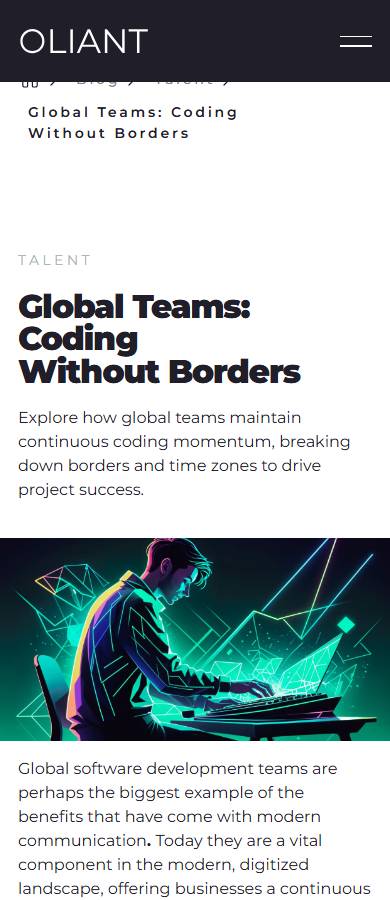 OLIANT
Blog Talent
Global Teams: Coding
Without Borders
TALENT
Global Teams:
Coding
Without Borders
Explore how global teams maintain
continuous coding momentum, breaking
down borders and time zones to drive
project success.
Global software development teams are
perhaps the biggest example of the
benefits that have come with modern
communication. Today they are a vital
component in the modern, digitized
landscape, offering businesses a continuous